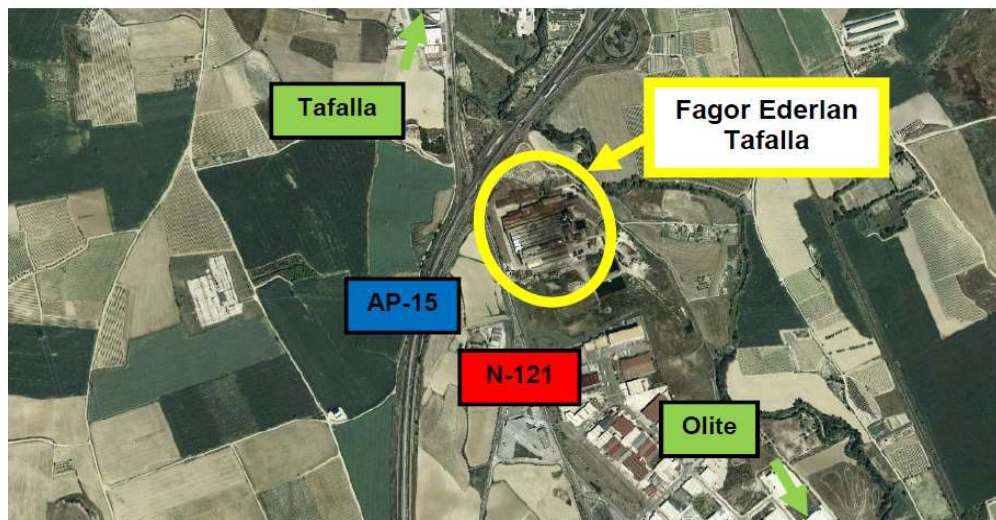 Tafalla
Fagor Ederlan
Tafalla
AP-15
N-121
Olite